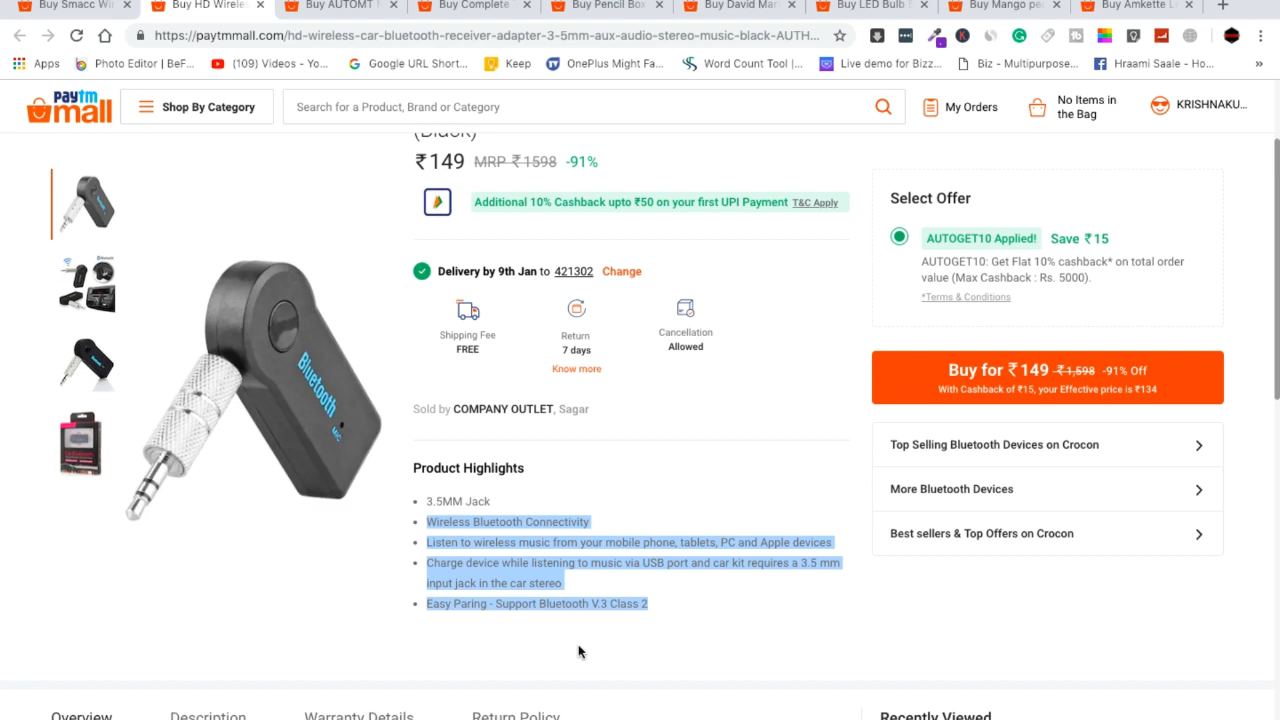 Buy Smacc Wir
Buy HD Wireles
Buy AUTOMT
Buy Complete
Buy Pencil Box
Buy David Mar
Buy LED Bulb
Buy Mango pe
Buy Amkette L
https://paytmmall.com/hd-wireless-car-bluetooth-receiver-adapter-3-5mm-aux-audio-stereo-music-black-AUTH...
Apps
Photo Editor | BeF...
(109) Videos - Yo...
Google URL Short...
Keep
OnePlus Might Fa...
Word Count Tool |...
Live demo for Bizz...
Biz - Multipurpose...
Hraami Saale - Ho...
»
paytm
mall
Shop By Category
Search for a Product, Brand or Category
My Orders
No Items in
the Bag
KRISHNAKU...
(Black)
₹149 MRP ₹1598 -91%
Additional 10% Cashback upto ₹50 on your first UPI Payment T&C Apply
Delivery by 9th Jan to 421302 Change
Shipping Fee
FREE
Return
7 days
Know more
Cancellation
Allowed
Sold by COMPANY OUTLET, Sagar
Product Highlights
• 3.5MM Jack
• Wireless Bluetooth Connectivity
• Listen to wireless music from your mobile phone, tablets, PC and Apple devices
• Charge device while listening to music via USB port and car kit requires a 3.5 mm
input jack in the car stereo
• Easy Paring - Support Bluetooth V.3 Class 2
Bluetooth
MIC
Select Offer
AUTOGET10 Applied! Save ₹15
AUTOGET10: Get Flat 10% cashback* on total order
value (Max Cashback : Rs. 5000).
*Terms & Conditions
Buy for ₹149 ₹1,598 -91% Off
With Cashback of ₹15, your Effective price is ₹134
Top Selling Bluetooth Devices on Crocon
More Bluetooth Devices
Best sellers & Top Offers on Crocon
Overview
Description
Warranty Details
Return Policy
Recently Viewed